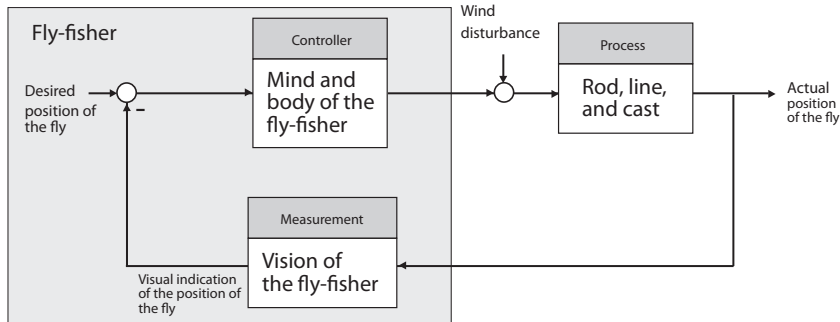 Fly-fisher
Controller
Mind and
body of the
fly-fisher
Wind
disturbance
Process
Rod, line,
and cast
Desired
position of
the fly
Actual
position
of the fly
–
Measurement
Vision of
the fly-fisher
Visual indication
of the position of
the fly